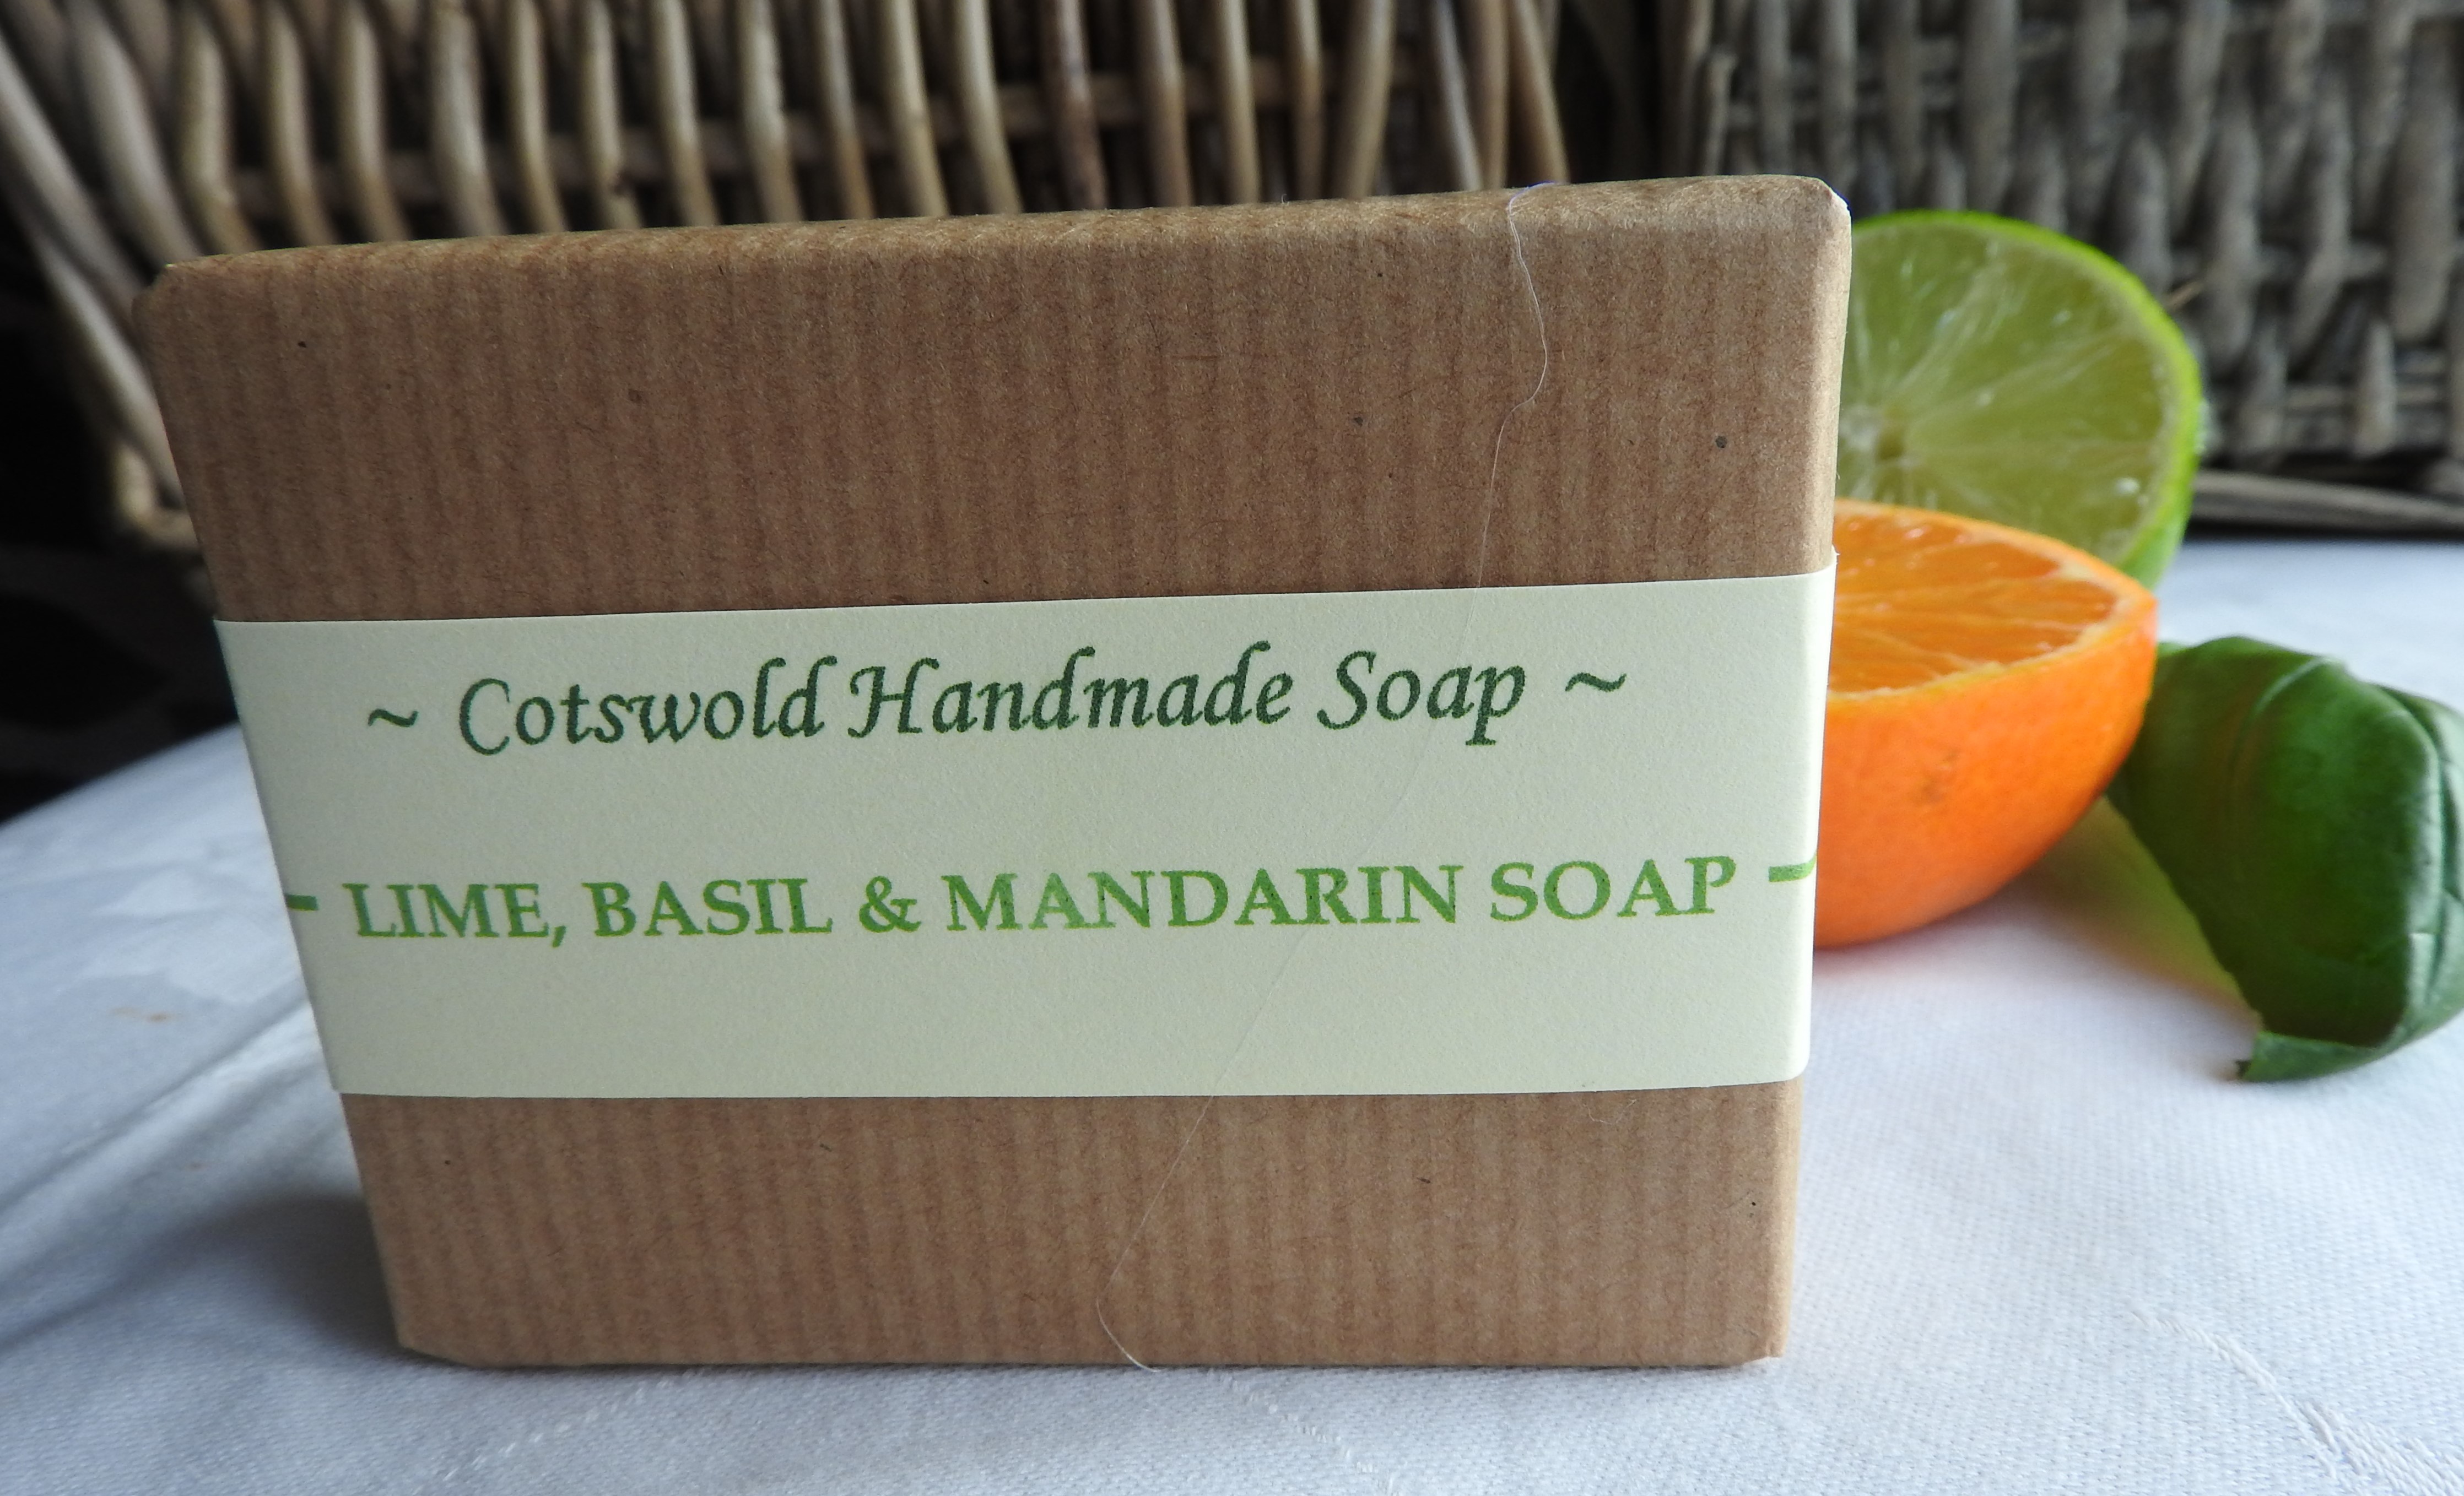 ~ Cotswold Handmade Soap ~
~ LIME, BASIL & MANDARIN SOAP ~